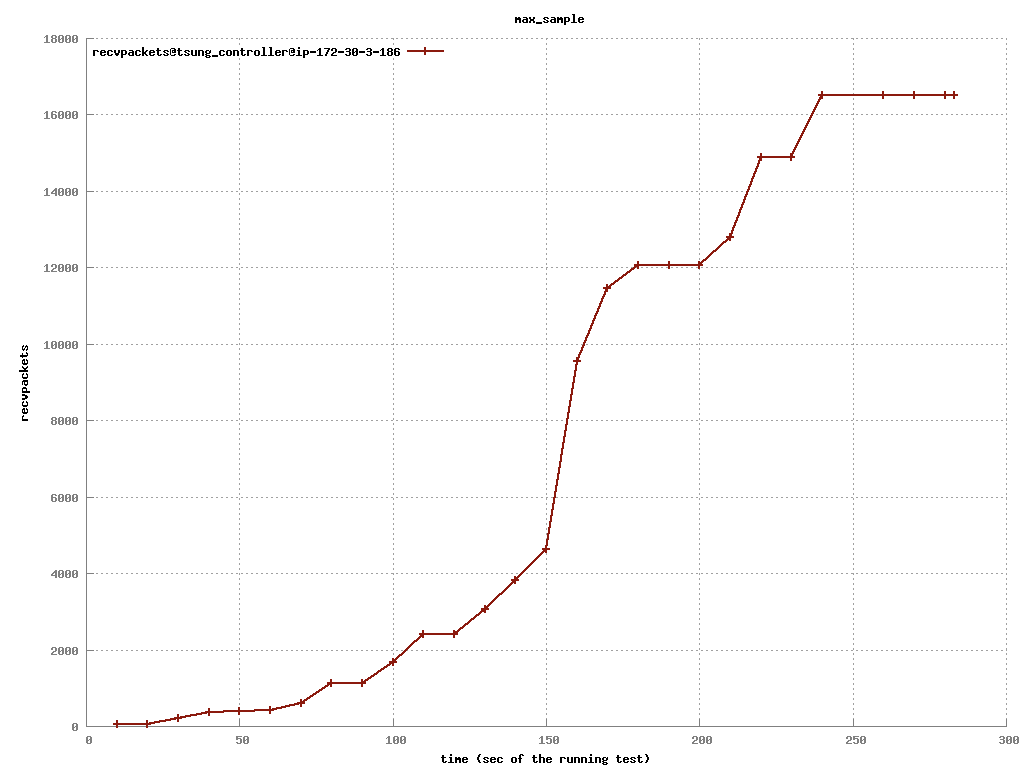 max_sample
18000
recvpackets@tsung_controller@ip-172-30-3-186
16000
14000
12000
10000
recvpackets
8000
6000
4000
2000
0
0 50 100 150 200 250 300
time (sec of the running test)